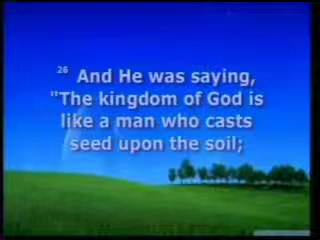 26 And He was saying,
"The kingdom of God is
like a man who casts
seed upon the soil;